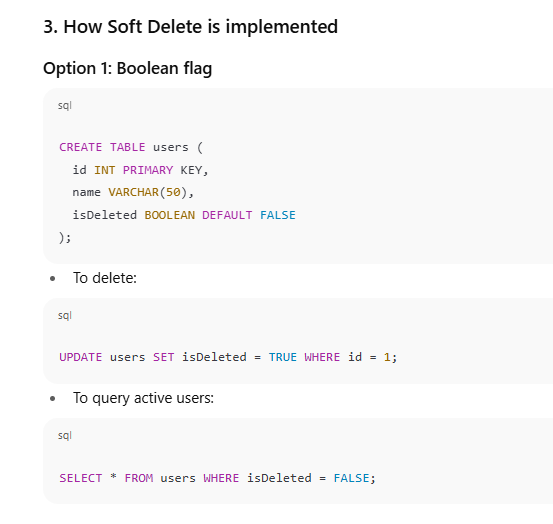 3. How Soft Delete is implemented
Option 1: Boolean flag
sql
CREATE TABLE users (
  id INT PRIMARY KEY,
  name VARCHAR(50),
  isDeleted BOOLEAN DEFAULT FALSE
);
• To delete:
sql
UPDATE users SET isDeleted = TRUE WHERE id = 1;
• To query active users:
sql
SELECT * FROM users WHERE isDeleted = FALSE;